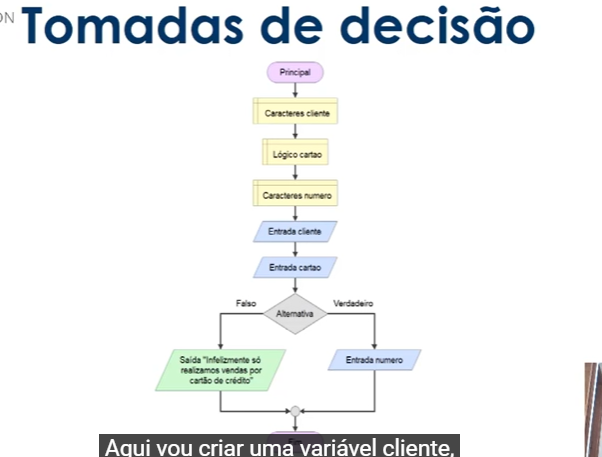 ON
Tomadas de decisão
Principal
Caracteres cliente
Lógico cartao
Caracteres numero
Entrada cliente
Entrada cartao
Falso
Verdadeiro
Alternativa
Saída "Infelizmente só
realizamos vendas por
cartão de crédito"
Entrada numero
Aqui vou criar uma variável cliente,